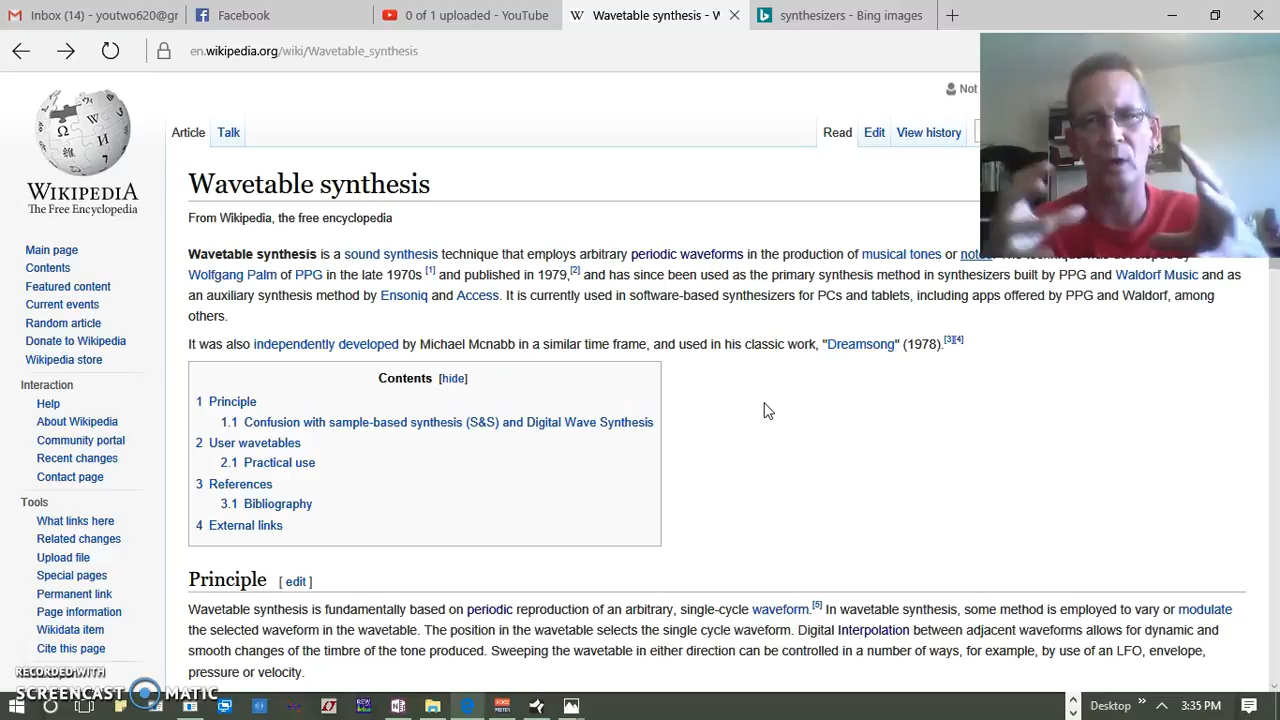 Inbox (14) - youtwo620@gr
Facebook
0 of 1 uploaded - YouTube
Wavetable synthesis - W
synthesizers - Bing images
en.wikipedia.org/wiki/Wavetable_synthesis
Not
Article Talk Read Edit View history
WIKIPEDIA
The Free Encyclopedia
Main page
Contents
Featured content
Current events
Random article
Donate to Wikipedia
Wikipedia store
Interaction
Help
About Wikipedia
Community portal
Recent changes
Contact page
Tools
What links here
Related changes
Upload file
Special pages
Permanent link
Page information
Wikidata item
Cite this page
Wavetable synthesis
From Wikipedia, the free encyclopedia
Wavetable synthesis is a sound synthesis technique that employs arbitrary periodic waveforms in the production of musical tones or notes. The technique was developed by
Wolfgang Palm of PPG in the late 1970s [1] and published in 1979,[2] and has since been used as the primary synthesis method in synthesizers built by PPG and Waldorf Music and as
an auxiliary synthesis method by Ensoniq and Access. It is currently used in software-based synthesizers for PCs and tablets, including apps offered by PPG and Waldorf, among
others.
It was also independently developed by Michael Mcnabb in a similar time frame, and used in his classic work, "Dreamsong" (1978).[3][4]
Contents [hide]
1 Principle
1.1 Confusion with sample-based synthesis (S&S) and Digital Wave Synthesis
2 User wavetables
2.1 Practical use
3 References
3.1 Bibliography
4 External links
Principle [ edit ]
Wavetable synthesis is fundamentally based on periodic reproduction of an arbitrary, single-cycle waveform.[5] In wavetable synthesis, some method is employed to vary or modulate
the selected waveform in the wavetable. The position in the wavetable selects the single cycle waveform. Digital Interpolation between adjacent waveforms allows for dynamic and
smooth changes of the timbre of the tone produced. Sweeping the wavetable in either direction can be controlled in a number of ways, for example, by use of an LFO, envelope,
pressure or velocity.
RECORDED WITH
SCREENCAST MATIC
Desktop
3:35 PM